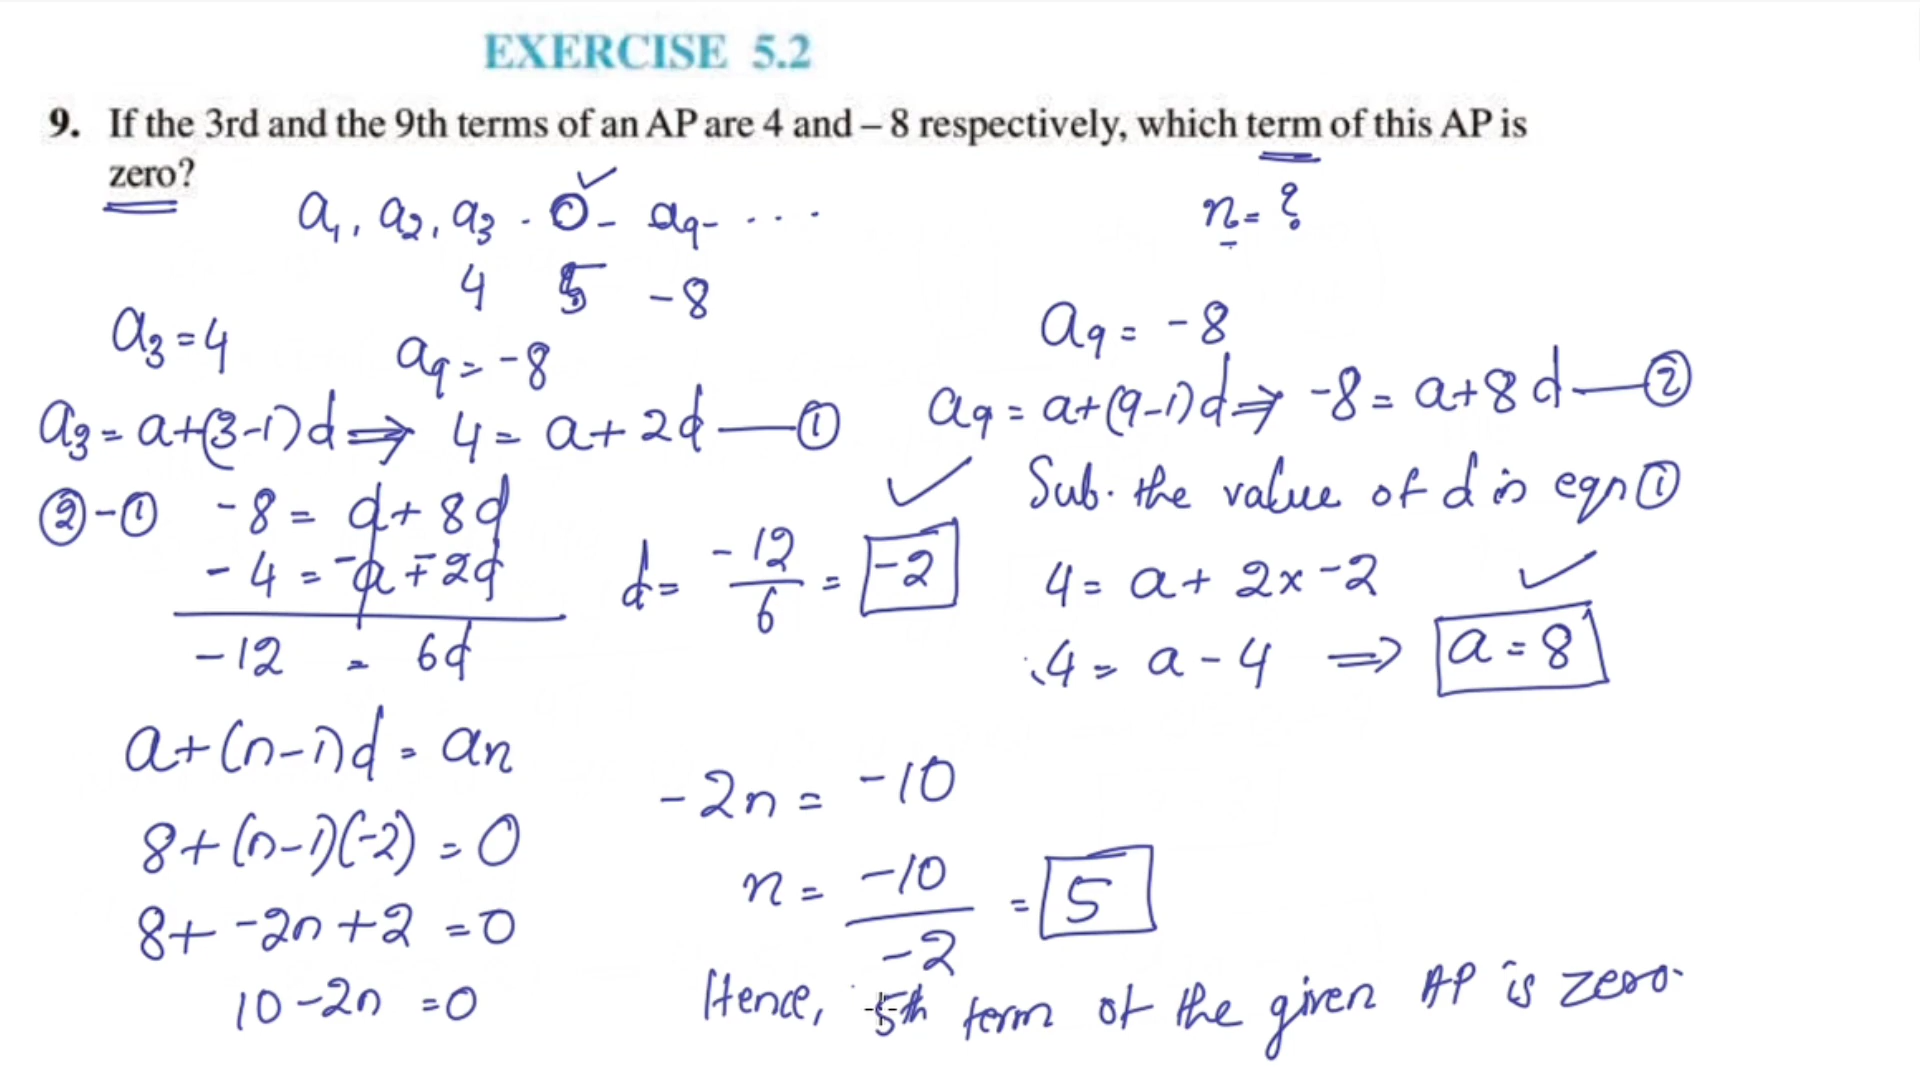 EXERCISE 5.2
9. If the 3rd and the 9th terms of an AP are 4 and – 8 respectively, which term of this AP is
zero?
a₁, a₂, a₃ . 0 – a₉ – . . .
4 5 -8
n = ?
a₃ = 4
a₉ = -8
a₃ = a+(3-1)d ⇒ 4 = a + 2d —①
②-① -8 = a + 8d
- 4 = -a ∓ 2d
-12 = 6d
d = -12/6 = -2
a₉ = -8
a₉ = a+(9-1)d ⇒ -8 = a+8d —②
Sub. the value of d in eqn ①
4 = a + 2x-2
4 = a - 4 ⇒ a = 8
a+(n-1)d = an
8+(n-1)(-2) = 0
8+ -2n +2 = 0
10 -2n = 0
-2n = -10
n = -10/-2 = 5
Hence, 5th term of the given AP is zero.